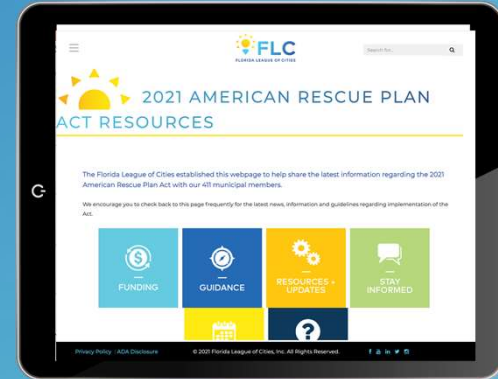 FLC
FLORIDA LEAGUE OF CITIES
Search for...
2021 AMERICAN RESCUE PLAN
ACT RESOURCES
The Florida League of Cities established this webpage to help share the latest information regarding the 2021
American Rescue Plan Act with our 411 municipal members.
We encourage you to check back to this page frequently for the latest news, information and guidelines regarding implementation of the
Act.
FUNDING
GUIDANCE
RESOURCES +
UPDATES
STAY
INFORMED
Privacy Policy | ADA Disclosure
© 2021 Florida League of Cities, Inc. All Rights Reserved.